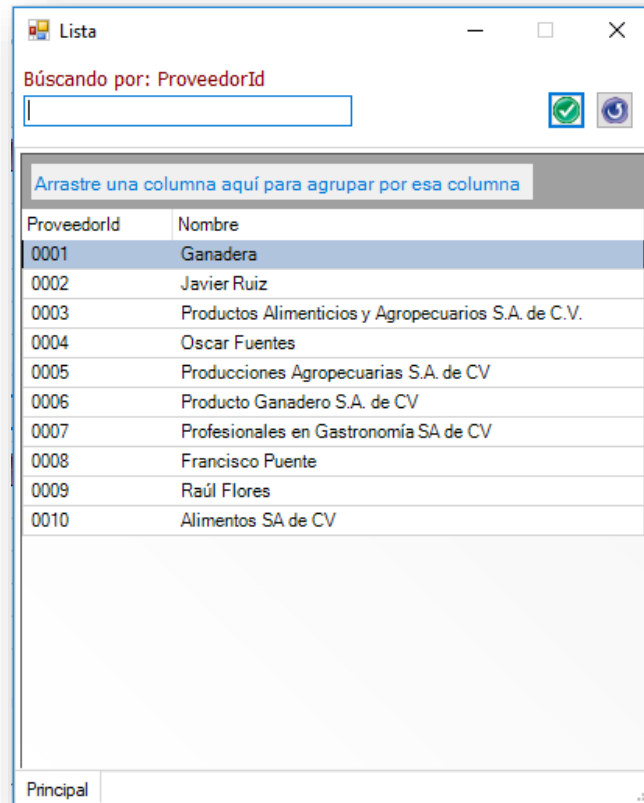 Lista
Búscando por: ProveedorId
Arrastre una columna aquí para agrupar por esa columna
ProveedorId Nombre
0001 Ganadera
0002 Javier Ruiz
0003 Productos Alimenticios y Agropecuarios S.A. de C.V.
0004 Oscar Fuentes
0005 Producciones Agropecuarias S.A. de CV
0006 Producto Ganadero S.A. de CV
0007 Profesionales en Gastronomía SA de CV
0008 Francisco Puente
0009 Raúl Flores
0010 Alimentos SA de CV
Principal